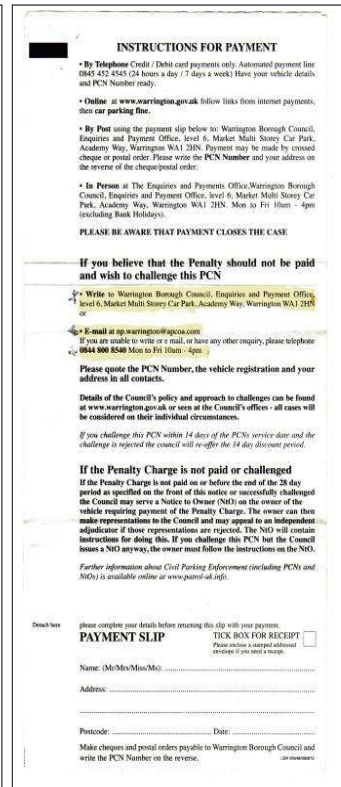 INSTRUCTIONS FOR PAYMENT
• By Telephone Credit / Debit card payments only. Automated payment line
0845 452 4545 (24 hours a day / 7 days a week) Have your vehicle details
and PCN Number ready.
• Online at www.warrington.gov.uk follow links from internet payments,
then car parking fine.
• By Post using the payment slip below to: Warrington Borough Council,
Enquiries and Payment Office, level 6, Market Multi Storey Car Park,
Academy Way, Warrington WA1 2HN. Payment may be made by crossed
cheque or postal order. Please write the PCN Number and your address on
the reverse of the cheque/postal order.
• In Person at The Enquiries and Payments Office,Warrington Borough
Council, Enquiries and Payment Office, level 6, Market Multi Storey Car
Park, Academy Way, Warrington WA1 2HN. Mon to Fri 10am - 4pm
(excluding Bank Holidays).
PLEASE BE AWARE THAT PAYMENT CLOSES THE CASE
If you believe that the Penalty should not be paid
and wish to challenge this PCN
• Write to Warrington Borough Council, Enquiries and Payment Office,
level 6, Market Multi Storey Car Park, Academy Way, Warrington WA1 2HN
or
• E-mail at np.warrington@apcoa.com
If you are unable to write or e mail, or have any other enquiry, please telephone
0844 800 8540 Mon to Fri 10am - 4pm
Please quote the PCN Number, the vehicle registration and your
address in all contacts.
Details of the Council's policy and approach to challenges can be found
at www.warrington.gov.uk or seen at the Council's offices - all cases will
be considered on their individual circumstances.
If you challenge this PCN within 14 days of the PCNs service date and the
challenge is rejected the council will re-offer the 14 day discount period.
If the Penalty Charge is not paid or challenged
If the Penalty Charge is not paid on or before the end of the 28 day
period as specified on the front of this notice or successfully challenged
the Council may serve a Notice to Owner (NtO) on the owner of the
vehicle requiring payment of the Penalty Charge. The owner can then
make representations to the Council and may appeal to an independent
adjudicator if those representations are rejected. The NtO will contain
instructions for doing this. If you challenge this PCN but the Council
issues a NtO anyway, the owner must follow the instructions on the NtO.
Further information about Civil Parking Enforcement (including PCNs and
NtOs) is available online at www.patrol-uk.info.
Detach here
please complete your details before returning this slip with your payment.
PAYMENT SLIP
TICK BOX FOR RECEIPT
Please enclose a stamped addressed
envelope if you need a receipt.
Name: (Mr/Mrs/Miss/Ms):
Address:
Postcode: Date:
Make cheques and postal orders payable to Warrington Borough Council and
write the PCN Number on the reverse.